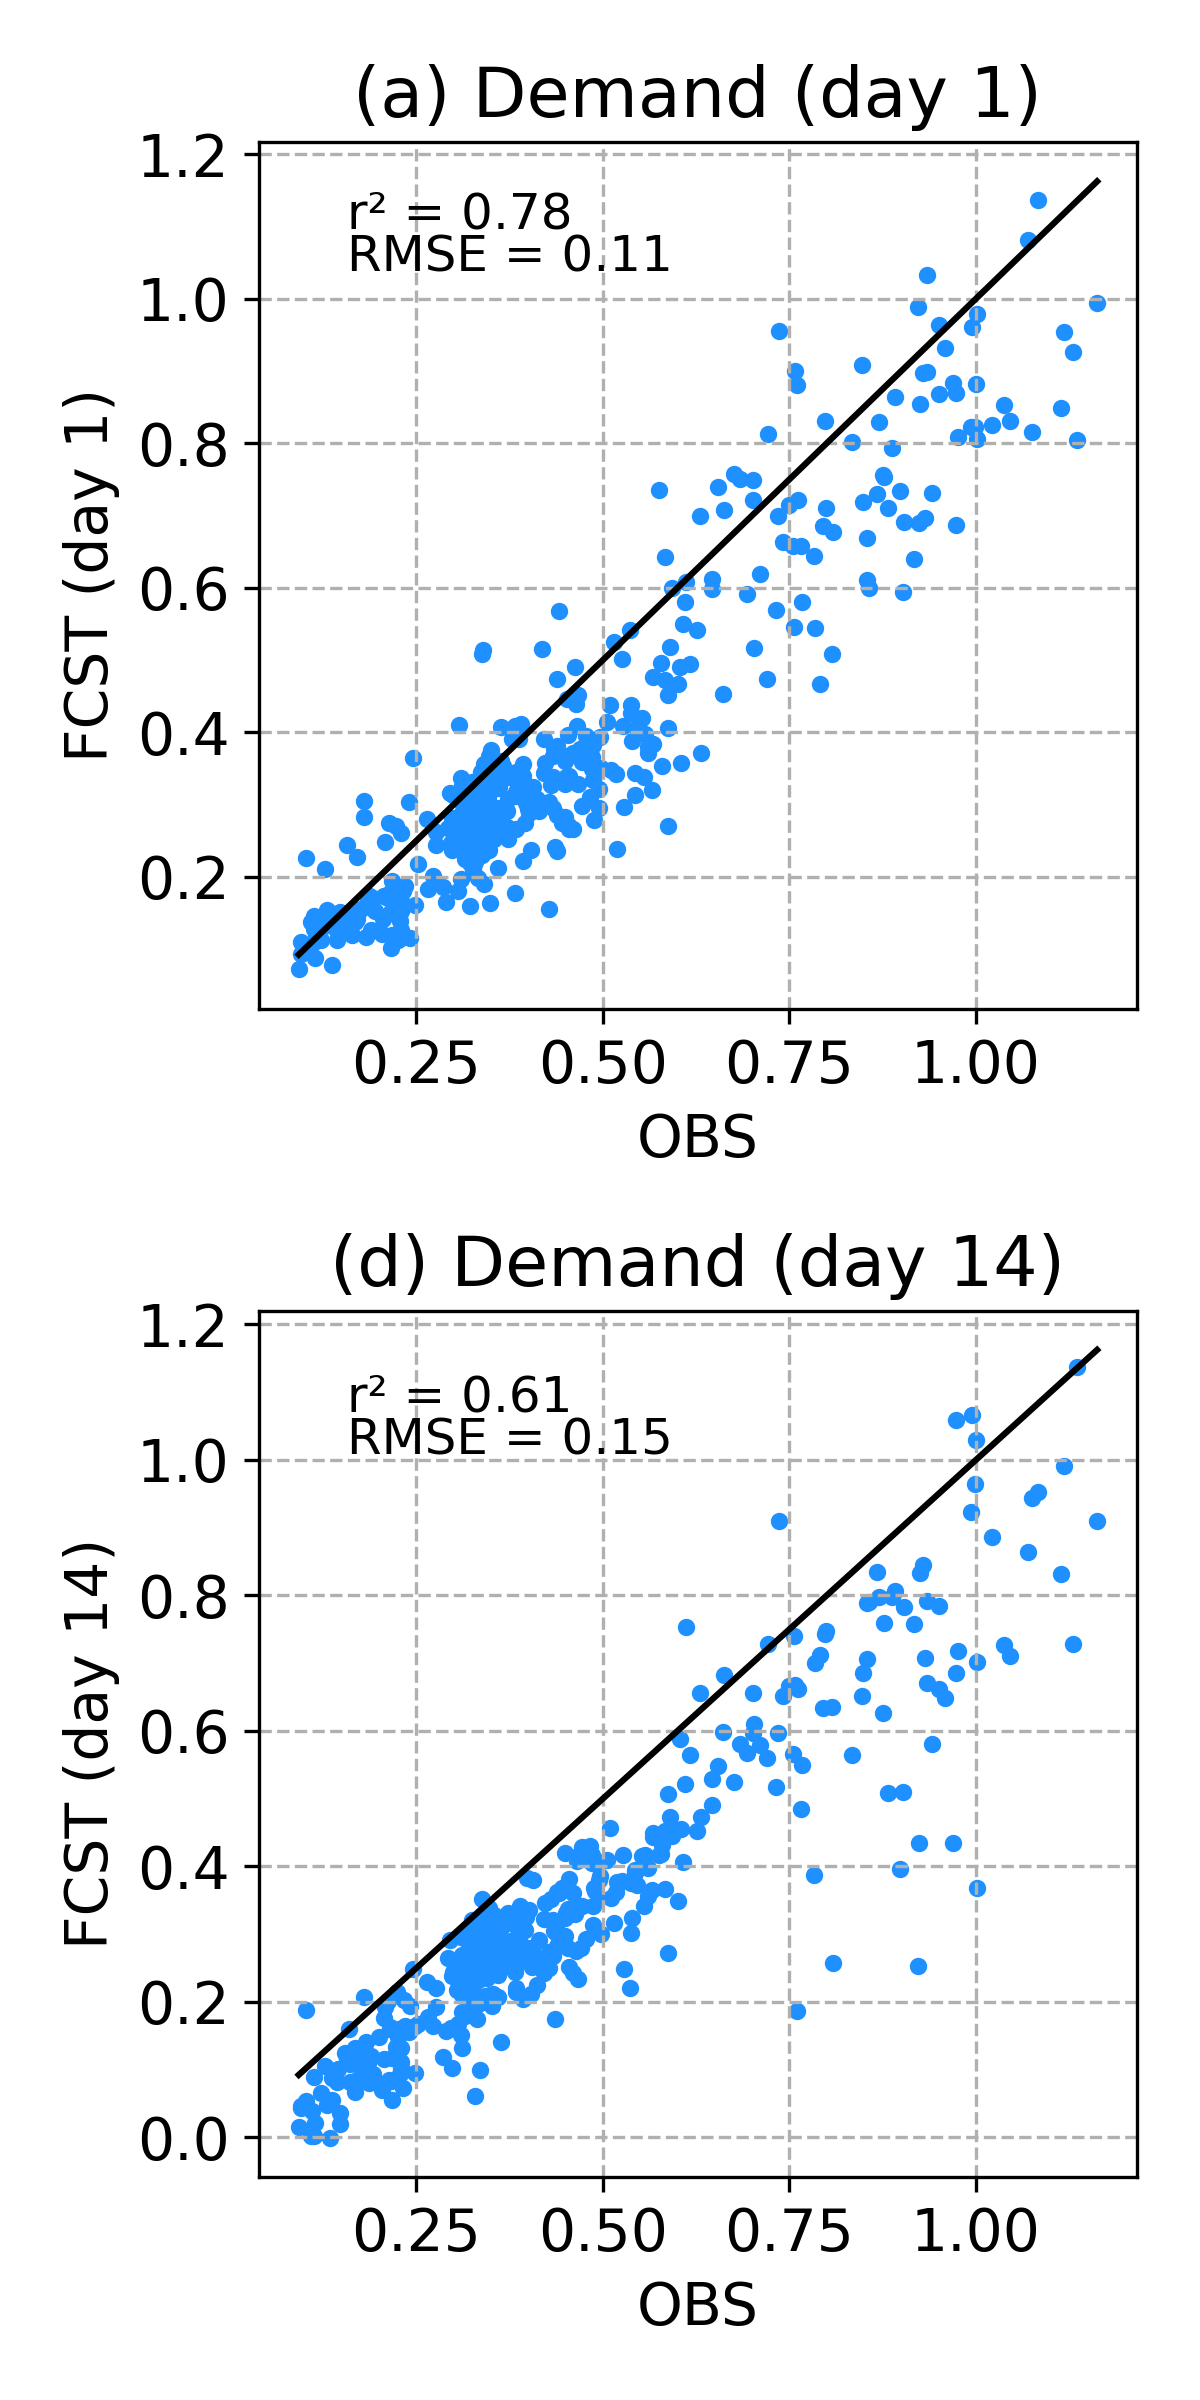 (a) Demand (day 1)
1.2
r² = 0.78
RMSE = 0.11
1.0
0.8
0.6
0.4
0.2
FCST (day 1)
0.25 0.50 0.75 1.00
OBS
(d) Demand (day 14)
1.2
r² = 0.61
RMSE = 0.15
1.0
0.8
0.6
0.4
0.2
0.0
FCST (day 14)
0.25 0.50 0.75 1.00
OBS